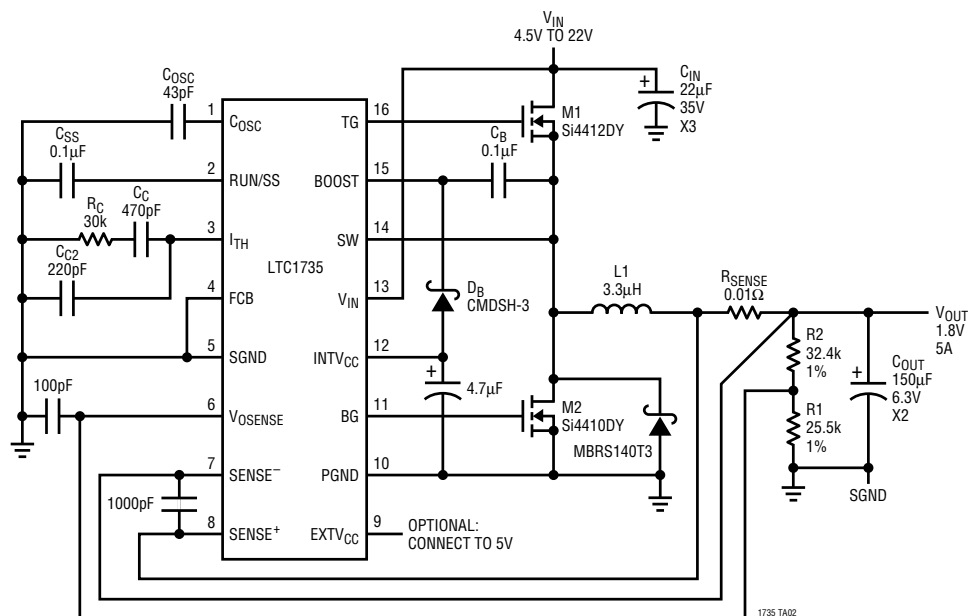 V_IN
4.5V TO 22V
C_OSC
43pF
1
C_OSC
C_SS
0.1µF
2
RUN/SS
R_C
30k
C_C
470pF
3
I_TH
C_C2
220pF
4
FCB
5
SGND
100pF
6
V_OSENSE
7
SENSE⁻
1000pF
8
SENSE⁺
LTC1735
16
TG
15
BOOST
14
SW
13
V_IN
12
INTV_CC
11
BG
10
PGND
9
EXTV_CC
OPTIONAL:
CONNECT TO 5V
C_B
0.1µF
D_B
CMDSH-3
+
4.7µF
M1
Si4412DY
+
C_IN
22µF
35V
X3
L1
3.3µH
R_SENSE
0.01Ω
M2
Si4410DY
MBRS140T3
R2
32.4k
1%
R1
25.5k
1%
V_OUT
1.8V
5A
+
C_OUT
150µF
6.3V
X2
SGND
1735 TA02